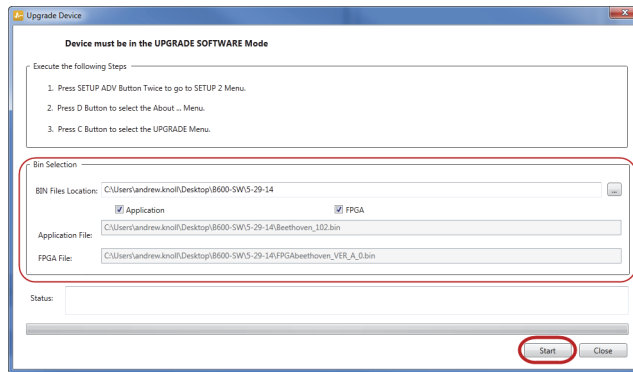 Upgrade Device
Device must be in the UPGRADE SOFTWARE Mode
Execute the following Steps
1. Press SETUP ADV Button Twice to go to SETUP 2 Menu.
2. Press D Button to select the About ... Menu.
3. Press C Button to select the UPGRADE Menu.
Bin Selection
BIN Files Location: C:\Users\andrew.knoll\Desktop\B600-SW\5-29-14 ...
Application FPGA
Application File: C:\Users\andrew.knoll\Desktop\B600-SW\5-29-14\Beethoven_102.bin
FPGA File: C:\Users\andrew.knoll\Desktop\B600-SW\5-29-14\FPGAbeethoven_VER_A_0.bin
Status:
Start Close